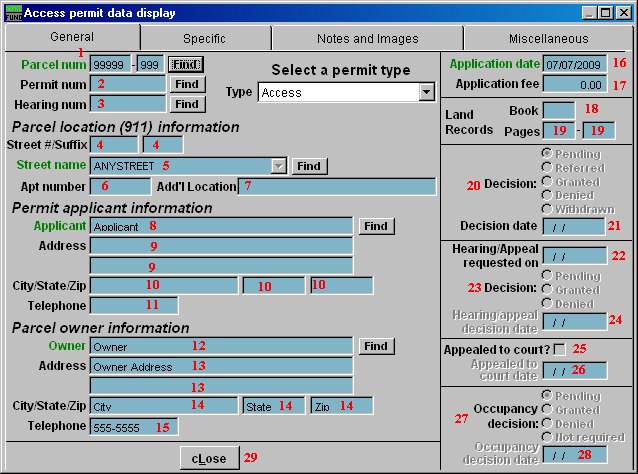 FUND
Access permit data display
General
Specific
Notes and Images
Miscellaneous
1
Parcel num 99999 - 999 Find
Permit num 2 Find
Hearing num 3 Find
Select a permit type
Type Access
Parcel location (911) information
Street #/Suffix 4 4
Street name ANYSTREET 5 Find
Apt number 6 Add'l Location 7
Permit applicant information
Applicant Applicant 8 Find
Address 9
9
City/State/Zip 10 10 10
Telephone 11
Parcel owner information
Owner Owner 12 Find
Address Owner Address 13
13
City/State/Zip City 14 State 14 Zip 14
Telephone 555-5555 15
cLose 29
Application date 07/07/2009 16
Application fee 0.00 17
Land Records
Book 18
Pages 19 - 19
20 Decision:
Pending
Referred
Granted
Denied
Withdrawn
Decision date / / 21
Hearing/Appeal
requested on / / 22
23 Decision:
Pending
Granted
Denied
Hearing/appeal
decision date / / 24
Appealed to court? 25
Appealed to
court date / / 26
27 Occupancy
decision:
Pending
Granted
Denied
Not required
Occupancy
decision date / / 28